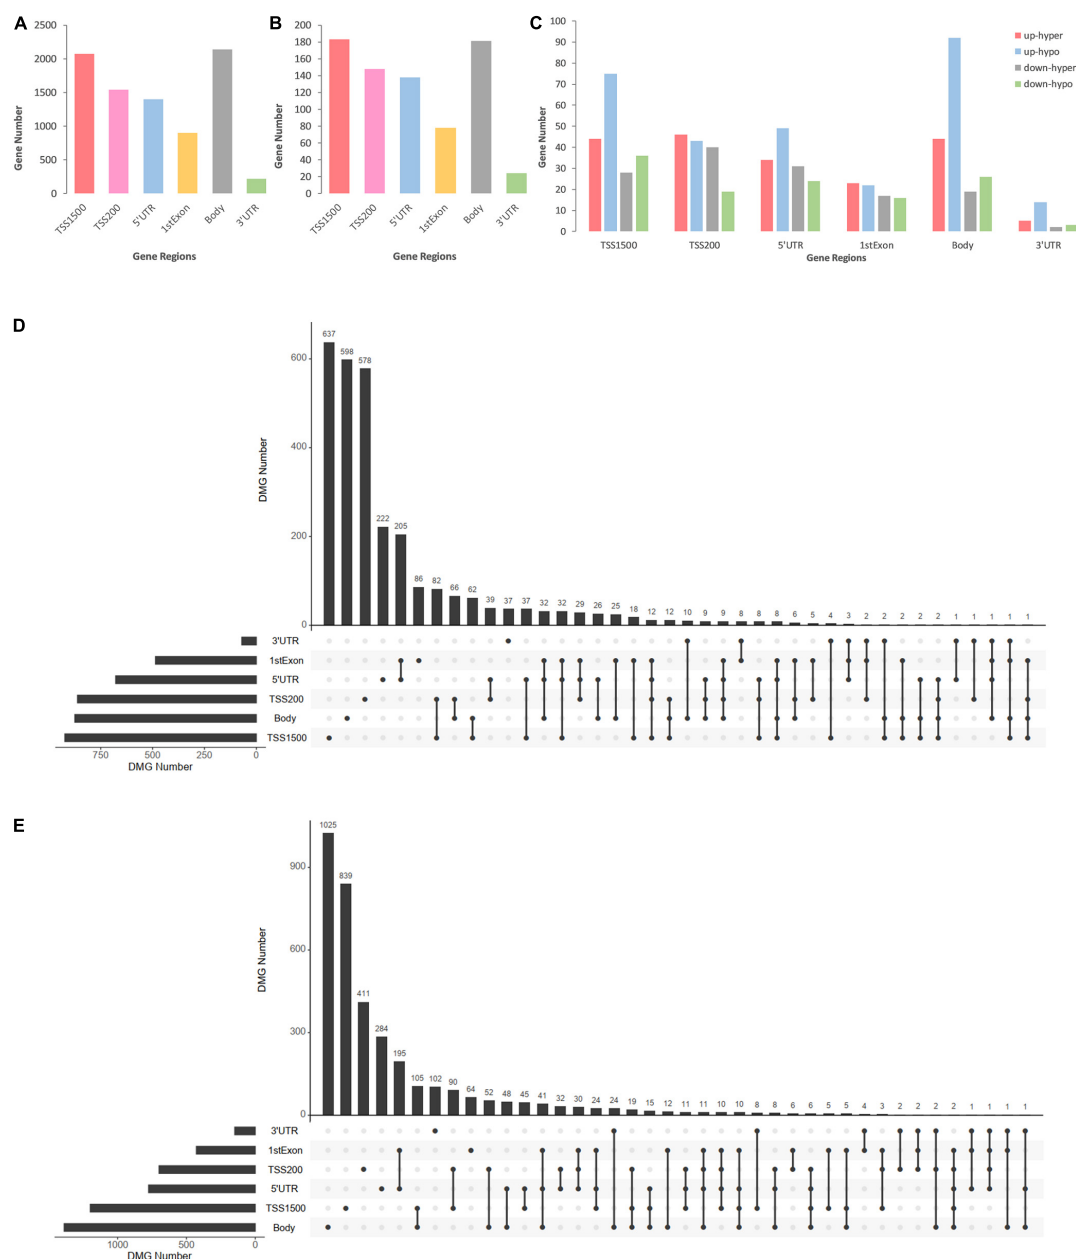 A
2500
2000
1500
1000
500
0
Gene Number
TSS1500
TSS200
5'UTR
1stExon
Body
3'UTR
Gene Regions
B
200
180
160
140
120
100
80
60
40
20
0
Gene Number
TSS1500
TSS200
5'UTR
1stExon
Body
3'UTR
Gene Regions
C
100
90
80
70
60
50
40
30
20
10
0
Gene Number
up-hyper
up-hypo
down-hyper
down-hypo
TSS1500 TSS200 5'UTR 1stExon Body 3'UTR
Gene Regions
D
600
400
200
0
DMG Number
637 598 578 222 205 86 82 66 62 39 37 37 32 32 29 26 25 18 12 12 10 9 9 8 8 8 6 5 4 3 2 2 2 2 2 1 1 1 1 1
3'UTR
1stExon
5'UTR
TSS200
Body
TSS1500
750 500 250 0
DMG Number
E
900
600
300
0
DMG Number
1025 839 411 284 195 105 102 90 64 52 48 45 41 32 30 24 24 19 15 12 11 11 10 10 8 8 6 6 5 5 4 3 2 2 2 2 1 1 1 1
3'UTR
1stExon
TSS200
5'UTR
TSS1500
Body
1000 500 0
DMG Number